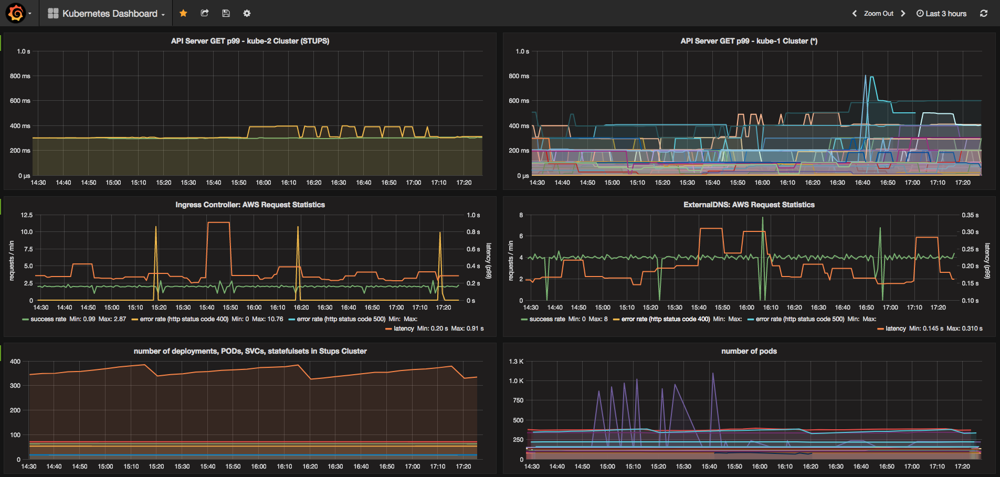 Kubernetes Dashboard
Zoom Out
Last 3 hours
API Server GET p99 - kube-2 Cluster (STUPS)
1.0 s
800 ms
600 ms
400 ms
200 ms
0 µs
14:30 14:40 14:50 15:00 15:10 15:20 15:30 15:40 15:50 16:00 16:10 16:20 16:30 16:40 16:50 17:00 17:10 17:20
API Server GET p99 - kube-1 Cluster (*)
1.0 s
800 ms
600 ms
400 ms
200 ms
0 µs
14:30 14:40 14:50 15:00 15:10 15:20 15:30 15:40 15:50 16:00 16:10 16:20 16:30 16:40 16:50 17:00 17:10 17:20
Ingress Controller: AWS Request Statistics
requests / min
12.5
10.0
7.5
5.0
2.5
0
1.0 s
0.8 s
0.6 s
0.4 s
0.2 s
0 s
latency (p99)
14:30 14:40 14:50 15:00 15:10 15:20 15:30 15:40 15:50 16:00 16:10 16:20 16:30 16:40 16:50 17:00 17:10 17:20
success rate Min: 0.99 Max: 2.87 error rate (http status code 400) Min: 0 Max: 10.76 error rate (http status code 500) Min: Max:
latency Min: 0.20 s Max: 0.91 s
ExternalDNS: AWS Request Statistics
requests / min
8
6
4
2
0
0.35 s
0.30 s
0.25 s
0.20 s
0.15 s
0.10 s
latency (p99)
14:30 14:40 14:50 15:00 15:10 15:20 15:30 15:40 15:50 16:00 16:10 16:20 16:30 16:40 16:50 17:00 17:10 17:20
success rate Min: 0 Max: 8 error rate (http status code 400) Min: Max: error rate (http status code 500) Min: Max:
latency Min: 0.145 s Max: 0.310 s
number of deployments, PODs, SVCs, statefulsets in Stups Cluster
400
300
200
100
0
14:30 14:40 14:50 15:00 15:10 15:20 15:30 15:40 15:50 16:00 16:10 16:20 16:30 16:40 16:50 17:00 17:10 17:20
number of pods
1.3 K
1.0 K
750
500
250
0
14:30 14:40 14:50 15:00 15:10 15:20 15:30 15:40 15:50 16:00 16:10 16:20 16:30 16:40 16:50 17:00 17:10 17:20